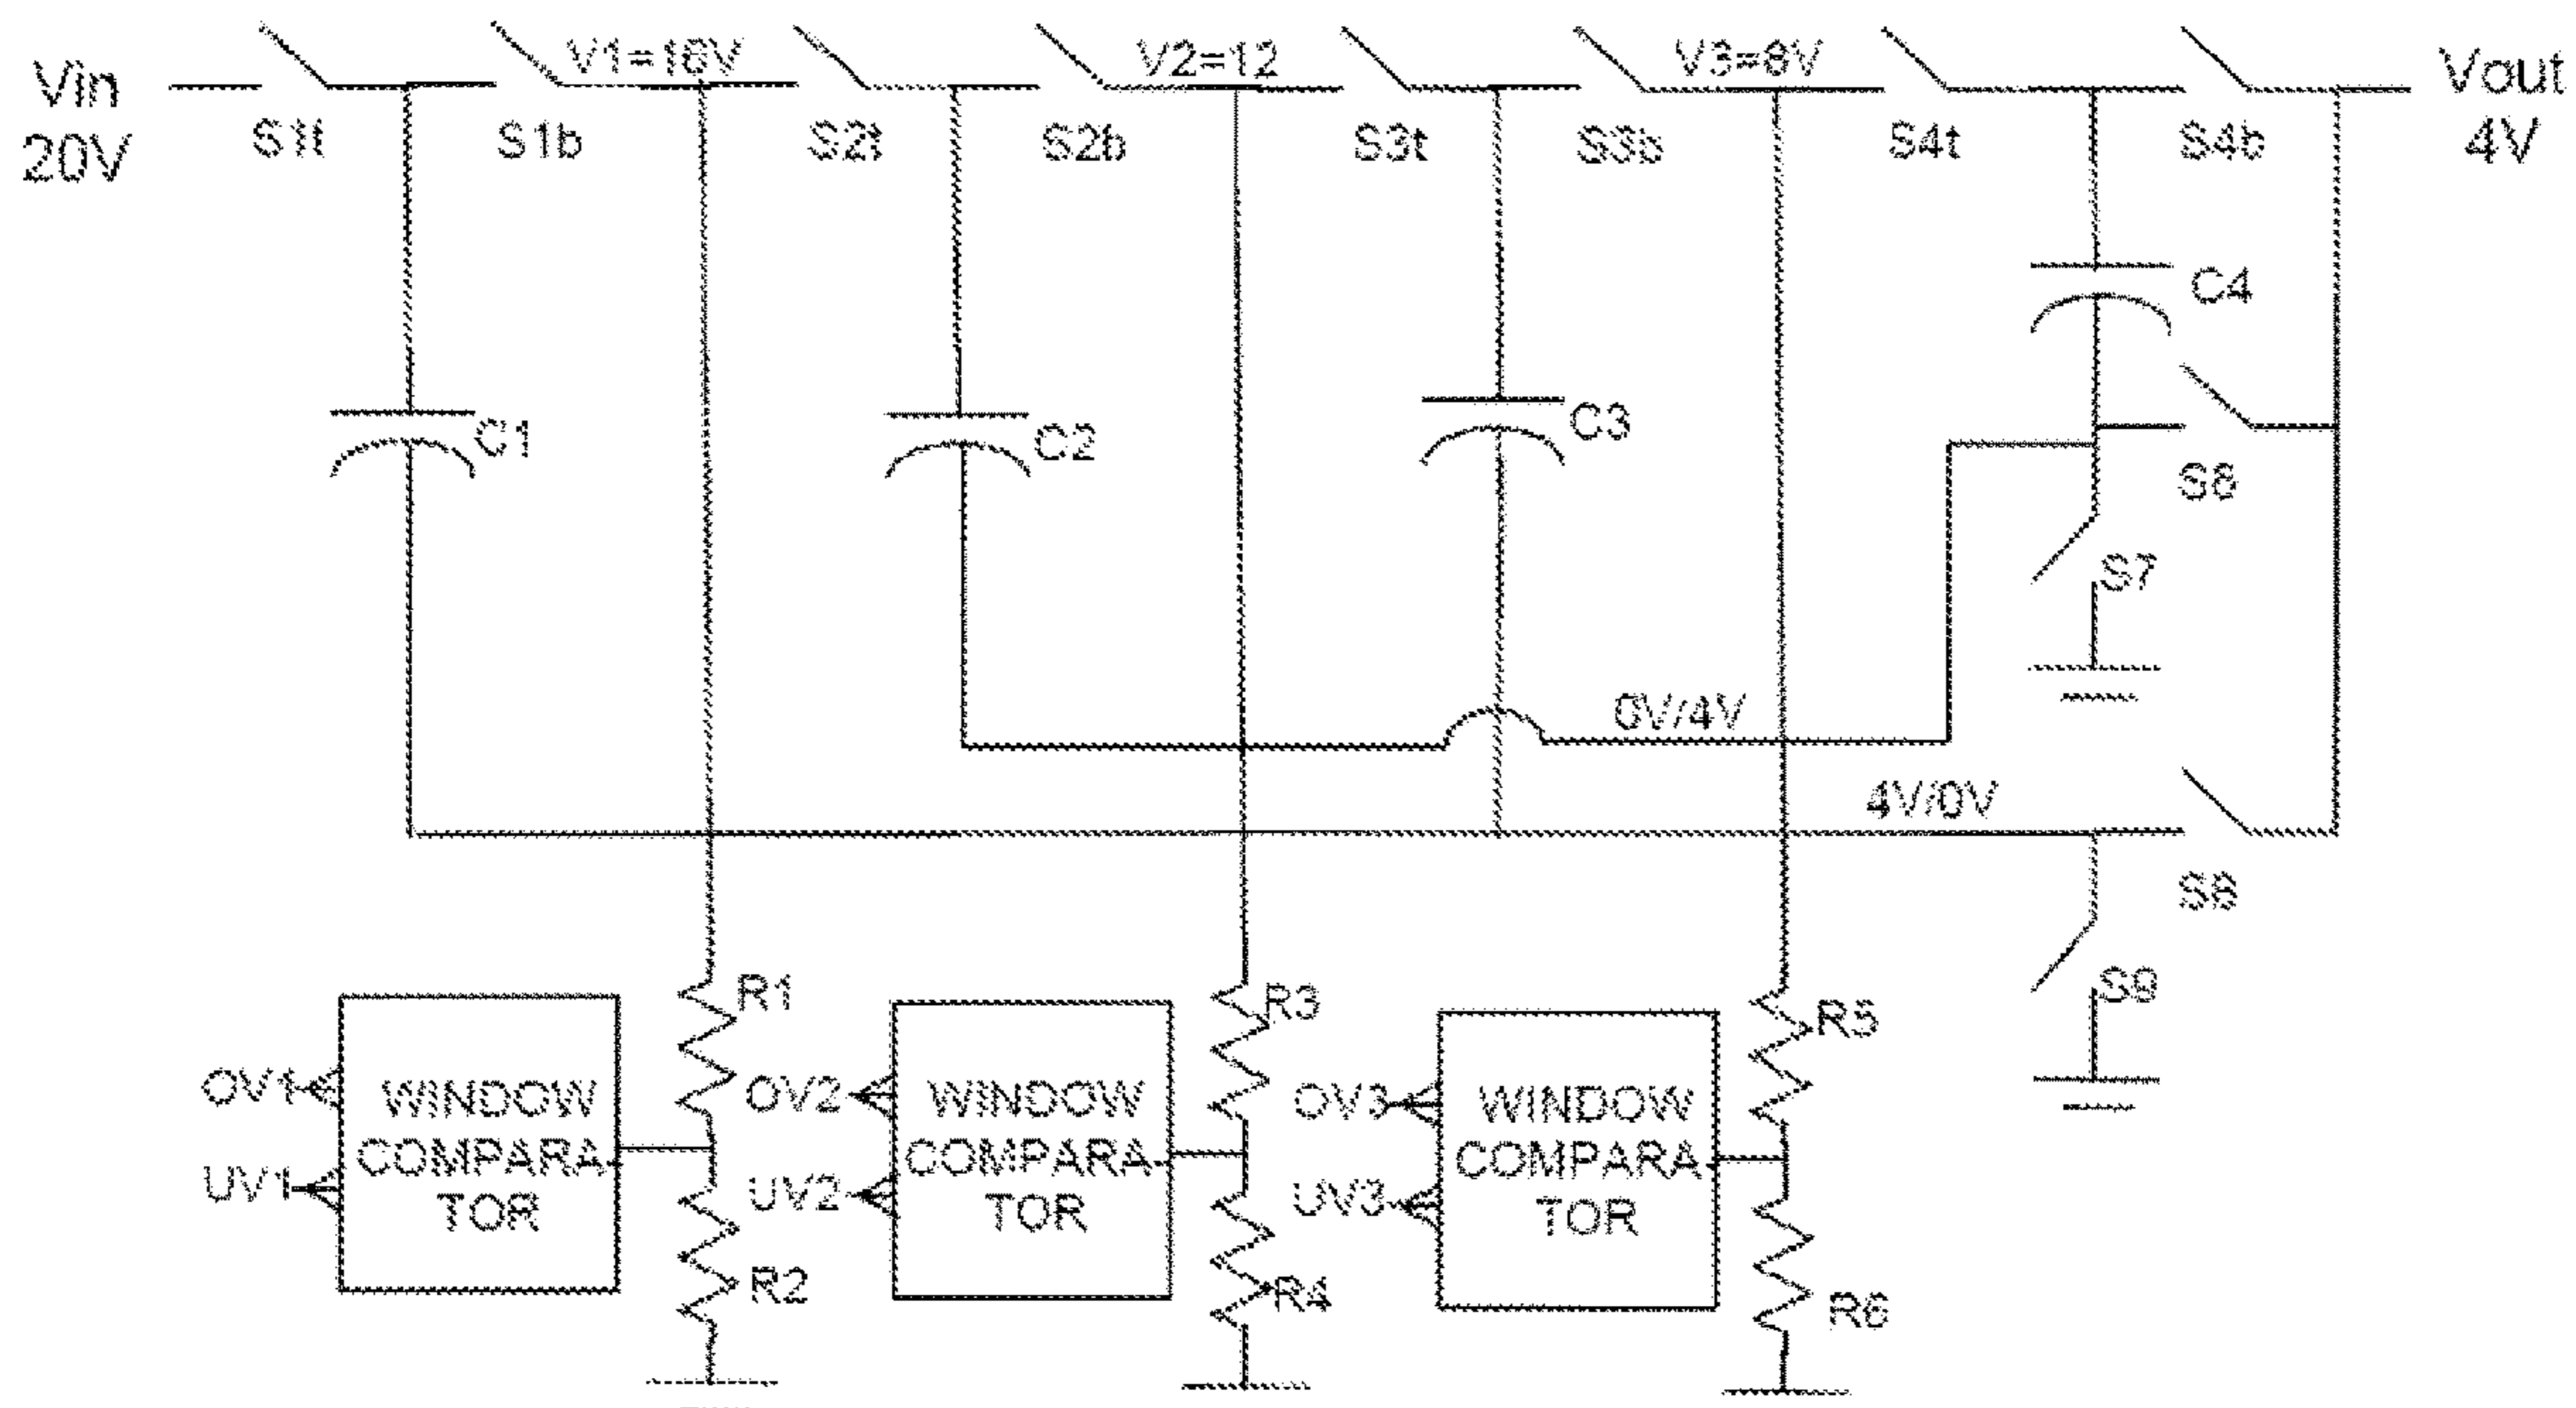 Vin
20V
S1t
S1b
V1=16V
S2t
V2=12
S2b
S3t
V3=8V
S3b
S4t
S4b
Vout
4V
C1
C2
C3
C4
S6
S7
0V/4V
4V/0V
S8
S9
R1
R2
R3
R4
R5
R6
OV1
UV1
WINDOW
COMPARA
TOR
OV2
UV2
WINDOW
COMPARA
TOR
OV3
UV3
WINDOW
COMPARA
TOR